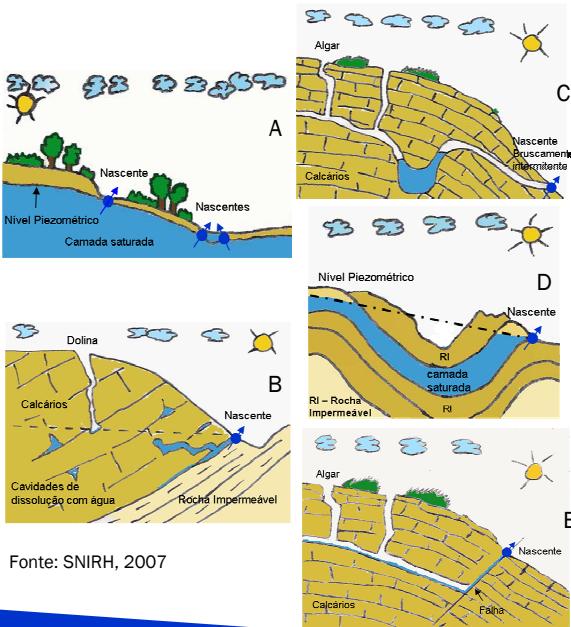 A
Nascente
Nascentes
Nível Piezométrico
Camada saturada
Dolina
B
Calcários
Nascente
Cavidades de
dissolução com água
Rocha Impermeável
Algar
C
Nascente
Bruscamente
intermitente
Calcários
Nível Piezométrico
D
Nascente
RI
camada
saturada
RI – Rocha
Impermeável
RI
Algar
E
Nascente
Calcários
Falha
Fonte: SNIRH, 2007